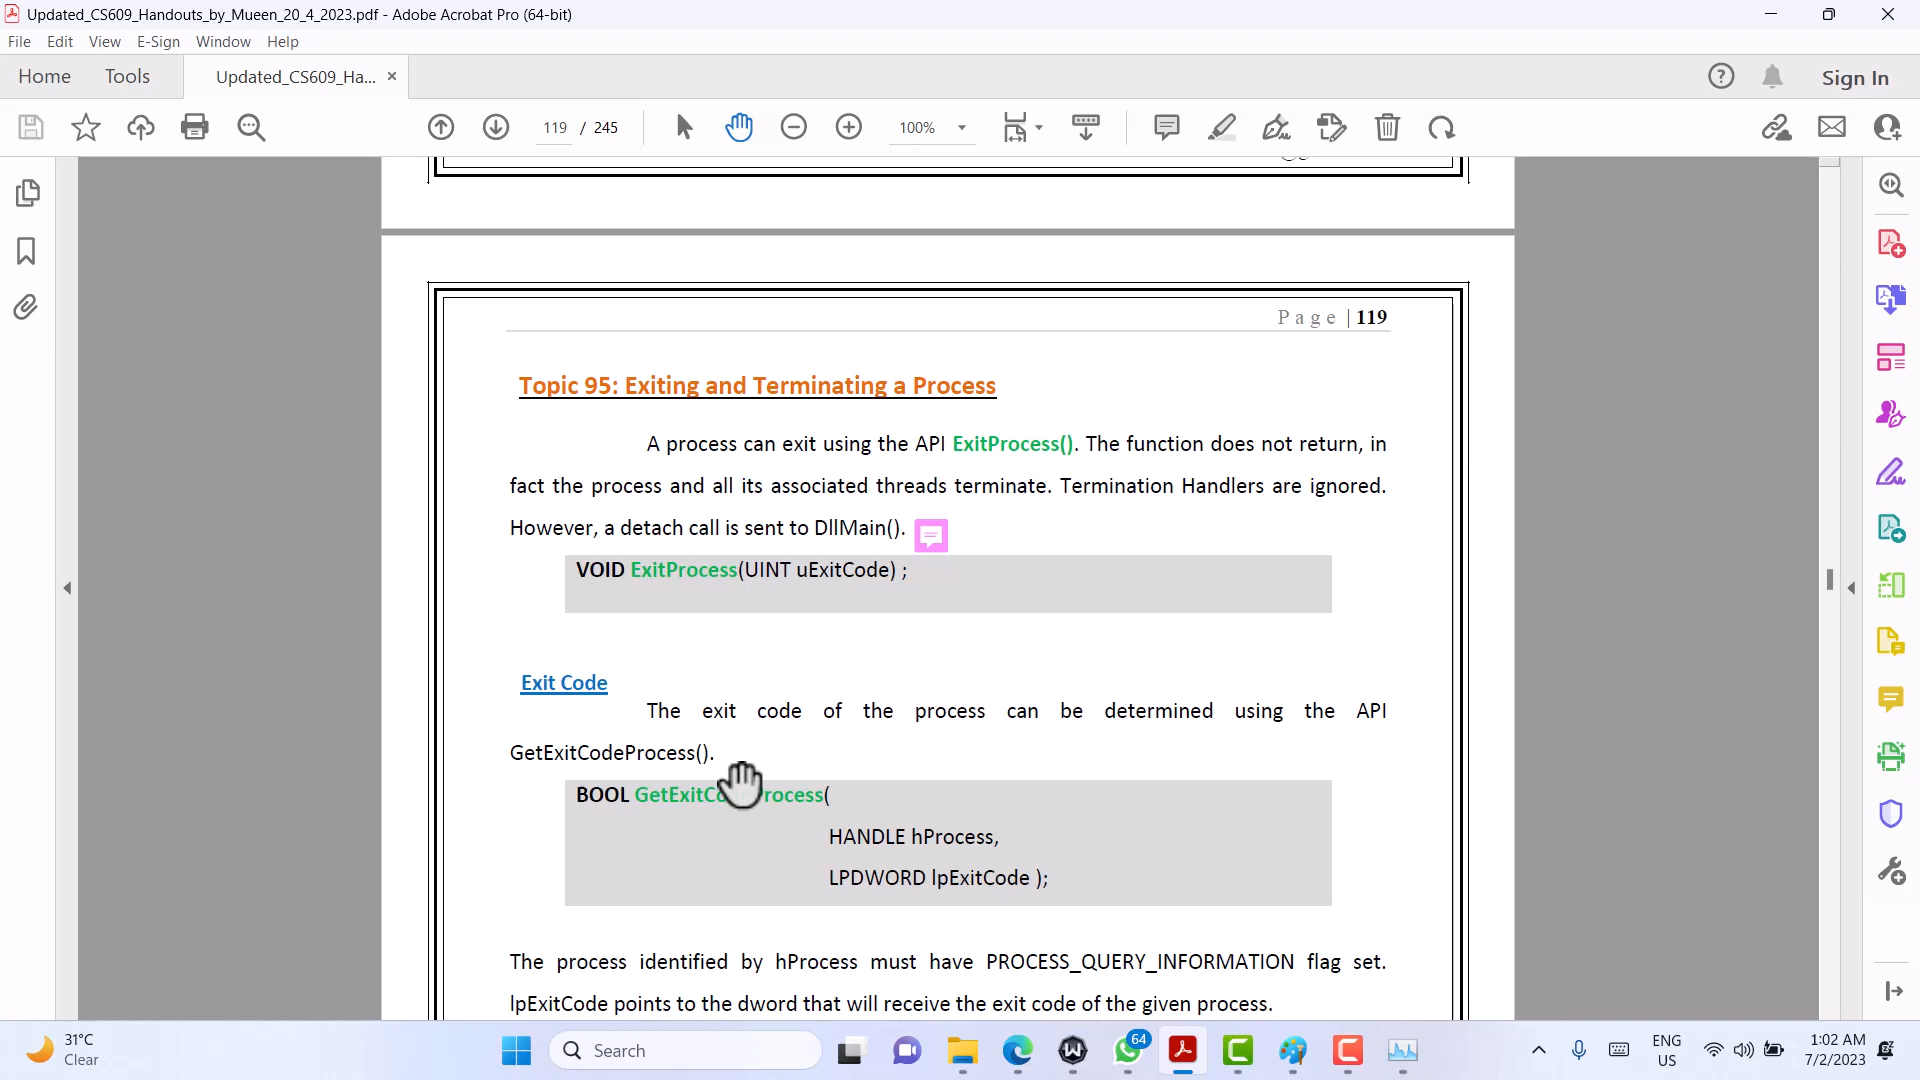 Updated_CS609_Handouts_by_Mueen_20_4_2023.pdf - Adobe Acrobat Pro (64-bit)
File Edit View E-Sign Window Help
Home Tools Updated_CS609_Ha... × Sign In
119 / 245 100%
Page | 119
Topic 95: Exiting and Terminating a Process
A process can exit using the API ExitProcess(). The function does not return, in
fact the process and all its associated threads terminate. Termination Handlers are ignored.
However, a detach call is sent to DllMain().
VOID ExitProcess(UINT uExitCode) ;
Exit Code
The exit code of the process can be determined using the API
GetExitCodeProcess().
BOOL GetExitCodeProcess(
HANDLE hProcess,
LPDWORD lpExitCode );
The process identified by hProcess must have PROCESS_QUERY_INFORMATION flag set.
lpExitCode points to the dword that will receive the exit code of the given process.
31°C
Clear
Search
64
ENG
US
1:02 AM
7/2/2023